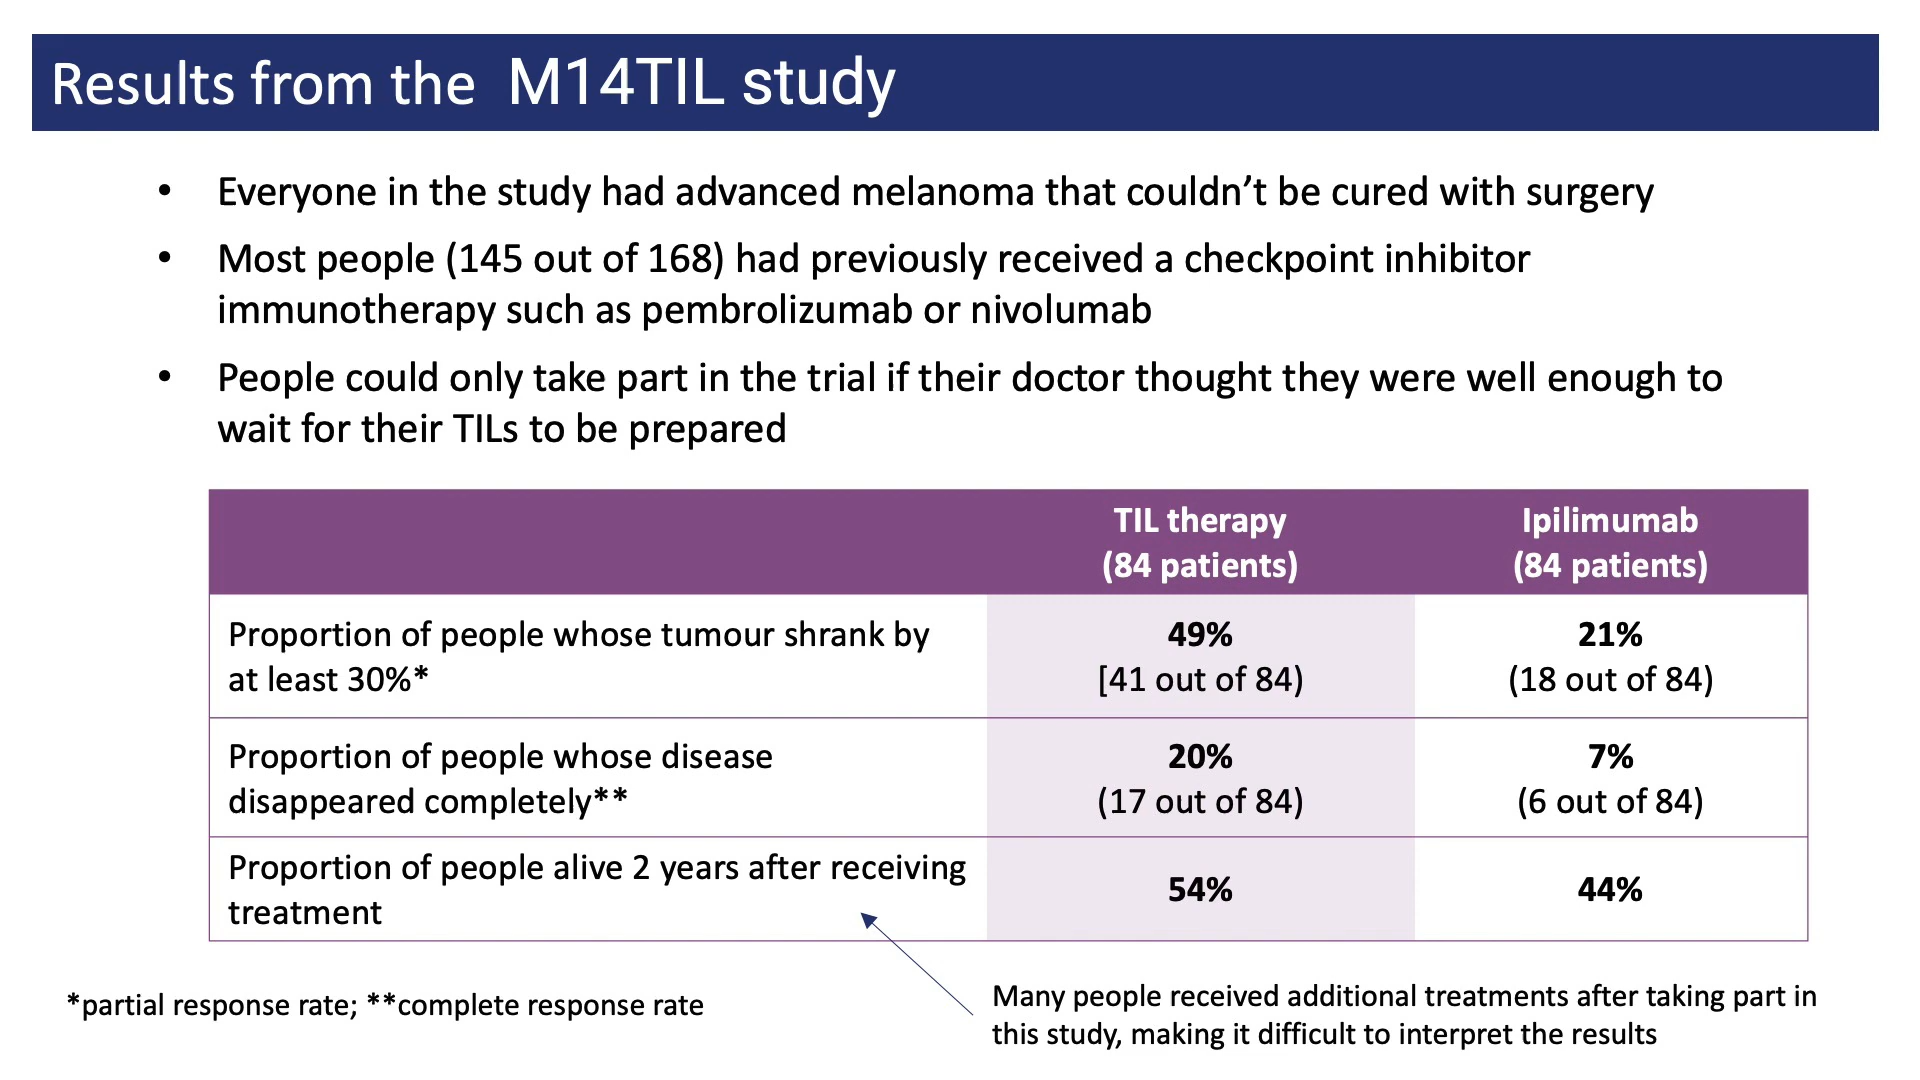 Results from the M14TIL study
• Everyone in the study had advanced melanoma that couldn’t be cured with surgery
• Most people (145 out of 168) had previously received a checkpoint inhibitor
immunotherapy such as pembrolizumab or nivolumab
• People could only take part in the trial if their doctor thought they were well enough to
wait for their TILs to be prepared
TIL therapy
(84 patients)
Ipilimumab
(84 patients)
Proportion of people whose tumour shrank by
at least 30%*
49%
[41 out of 84)
21%
(18 out of 84)
Proportion of people whose disease
disappeared completely**
20%
(17 out of 84)
7%
(6 out of 84)
Proportion of people alive 2 years after receiving
treatment
54%
44%
*partial response rate; **complete response rate
Many people received additional treatments after taking part in
this study, making it difficult to interpret the results